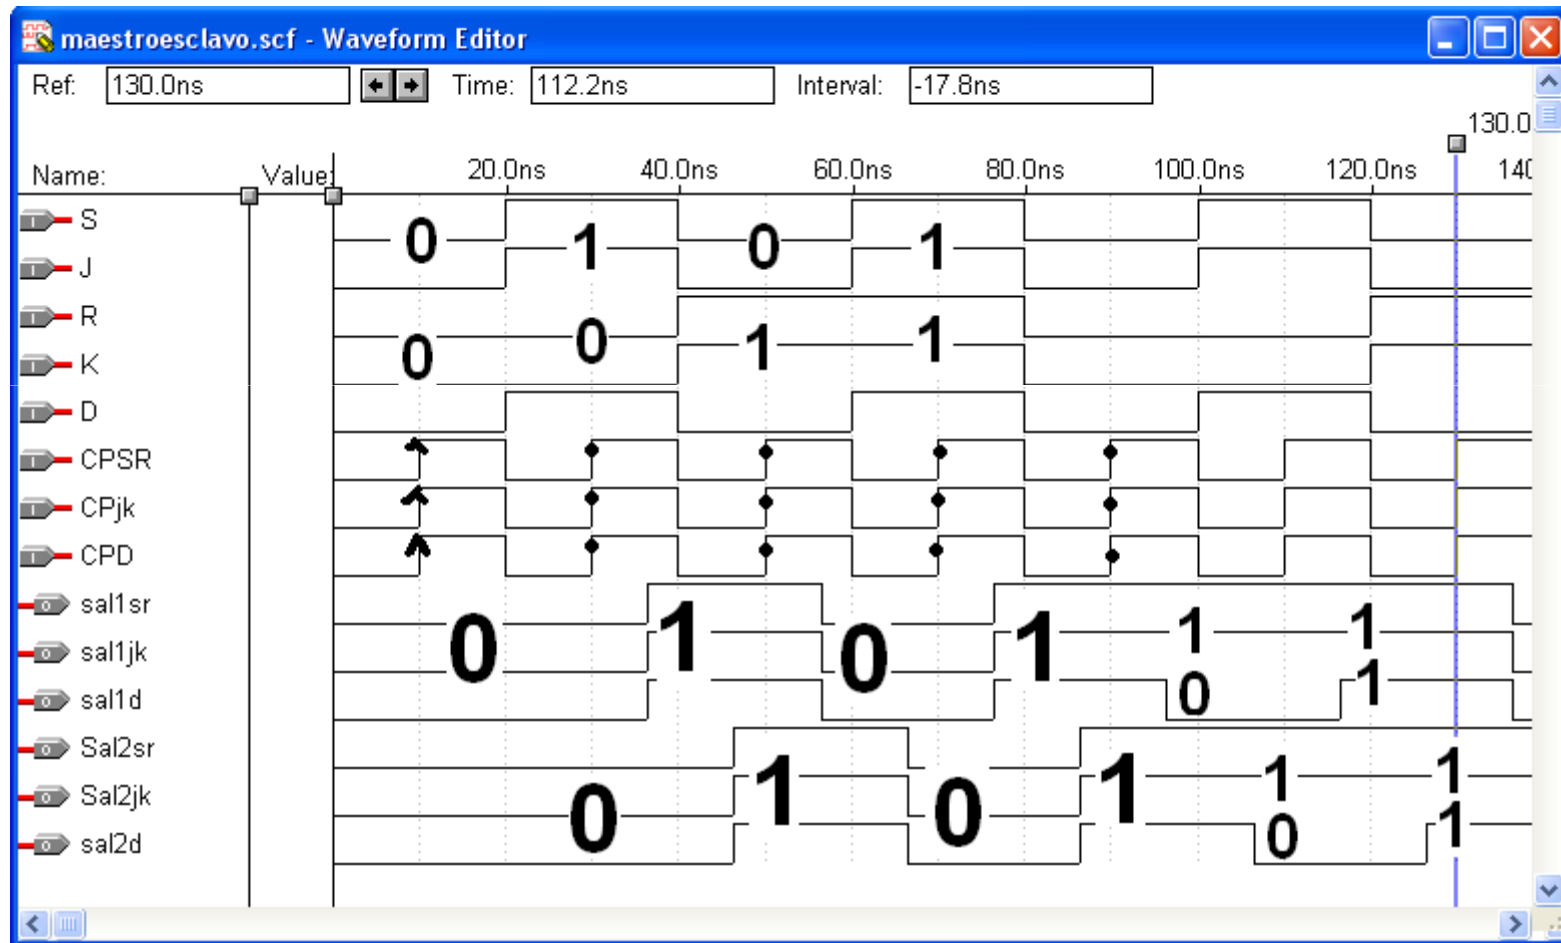 maestroesclavo.scf - Waveform Editor
Ref: 130.0ns Time: 112.2ns Interval: -17.8ns
130.0
Name: Value: 20.0ns 40.0ns 60.0ns 80.0ns 100.0ns 120.0ns 140
S
0 1 0 1
J
R
0 0 1 1
K
D
CPSR
CPjk
CPD
sal1sr
0 1 0 1 1 1
sal1jk
sal1d 0 1
Sal2sr
0 1 0 1 1 1
Sal2jk
sal2d 0 1